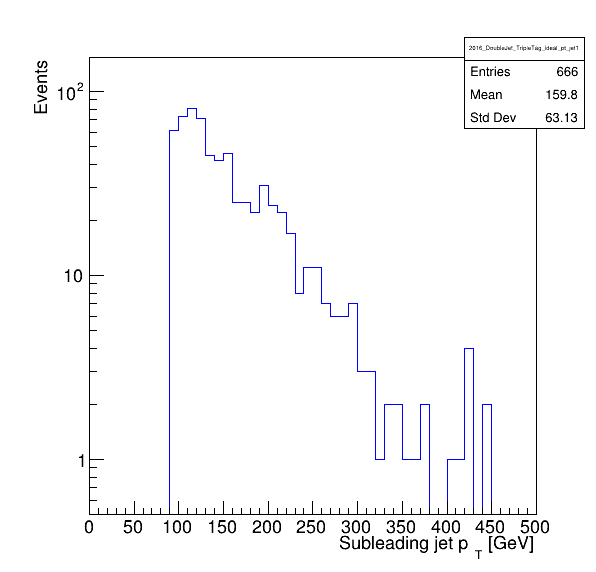 2016_DoubleJet_TripleTag_ideal_pt_jet1
Entries 666
Mean 159.8
Std Dev 63.13
Events
10²
10
1
0 50 100 150 200 250 300 350 400 450 500
Subleading jet p_T [GeV]